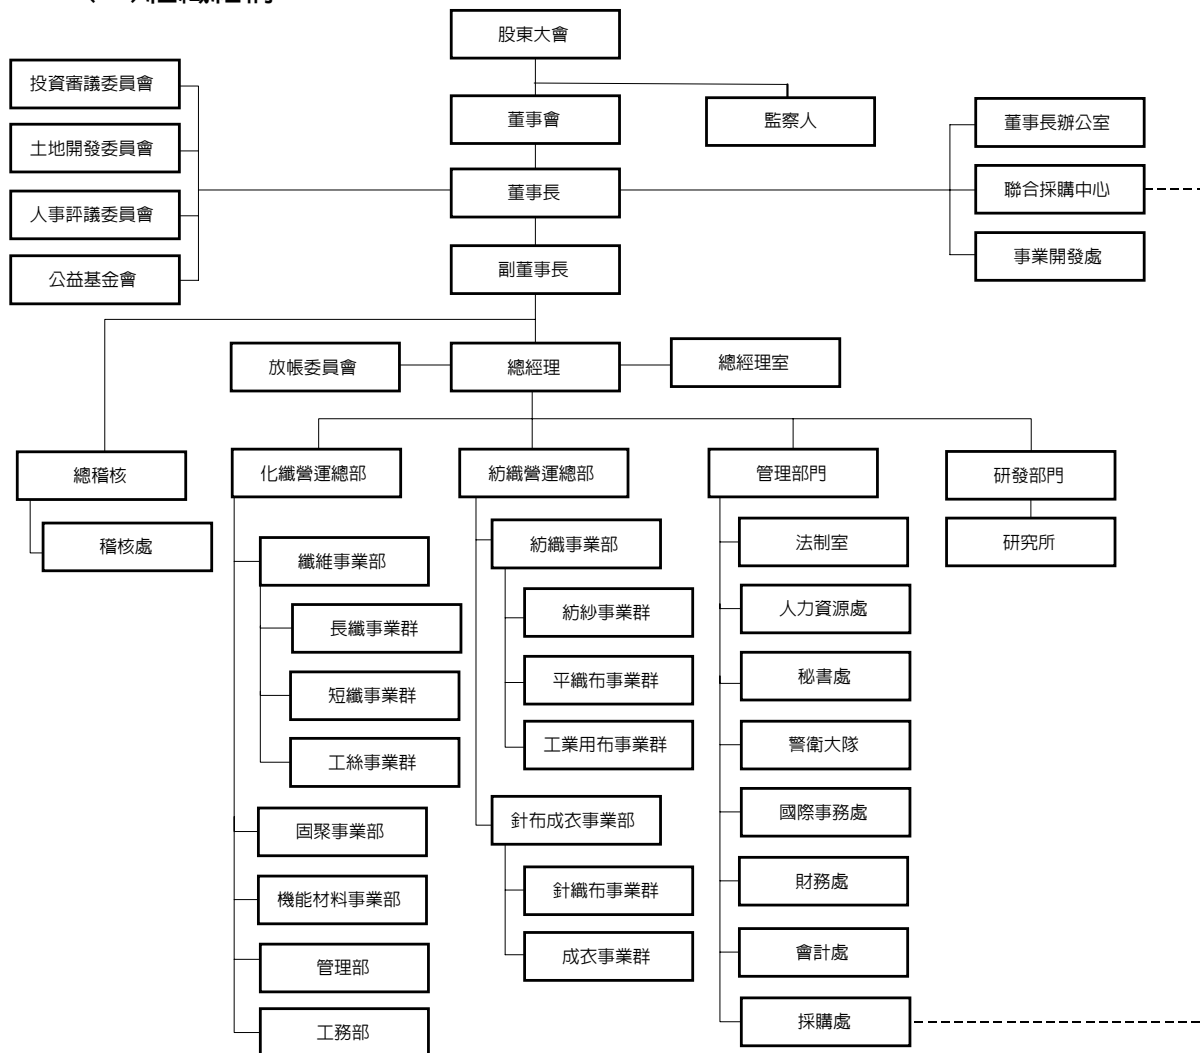 股東大會
投資審議委員會
董事會
監察人
董事長辦公室
土地開發委員會
董事長
聯合採購中心
人事評議委員會
副董事長
事業開發處
公益基金會
放帳委員會
總經理
總經理室
總稽核
化纖營運總部
紡織營運總部
管理部門
研發部門
稽核處
纖維事業部
紡織事業部
法制室
研究所
長纖事業群
紡紗事業群
人力資源處
短纖事業群
平織布事業群
秘書處
工絲事業群
工業用布事業群
警衛大隊
固聚事業部
針布成衣事業部
國際事務處
機能材料事業部
針織布事業群
財務處
管理部
成衣事業群
會計處
工務部
採購處